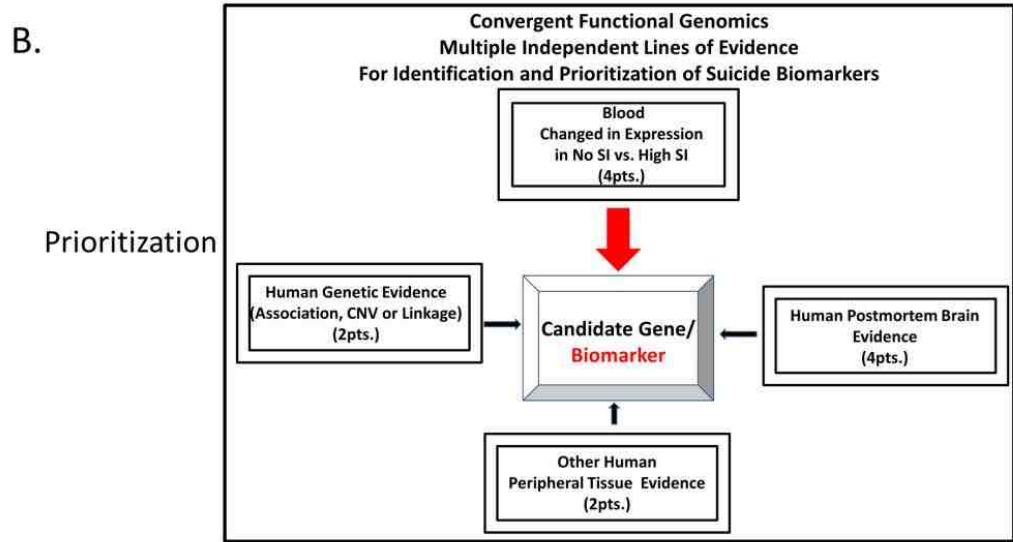 B.
Convergent Functional Genomics
Multiple Independent Lines of Evidence
For Identification and Prioritization of Suicide Biomarkers
Blood
Changed in Expression
in No SI vs. High SI
(4pts.)
Prioritization
Human Genetic Evidence
(Association, CNV or Linkage)
(2pts.)
Candidate Gene/
Biomarker
Human Postmortem Brain
Evidence
(4pts.)
Other Human
Peripheral Tissue Evidence
(2pts.)